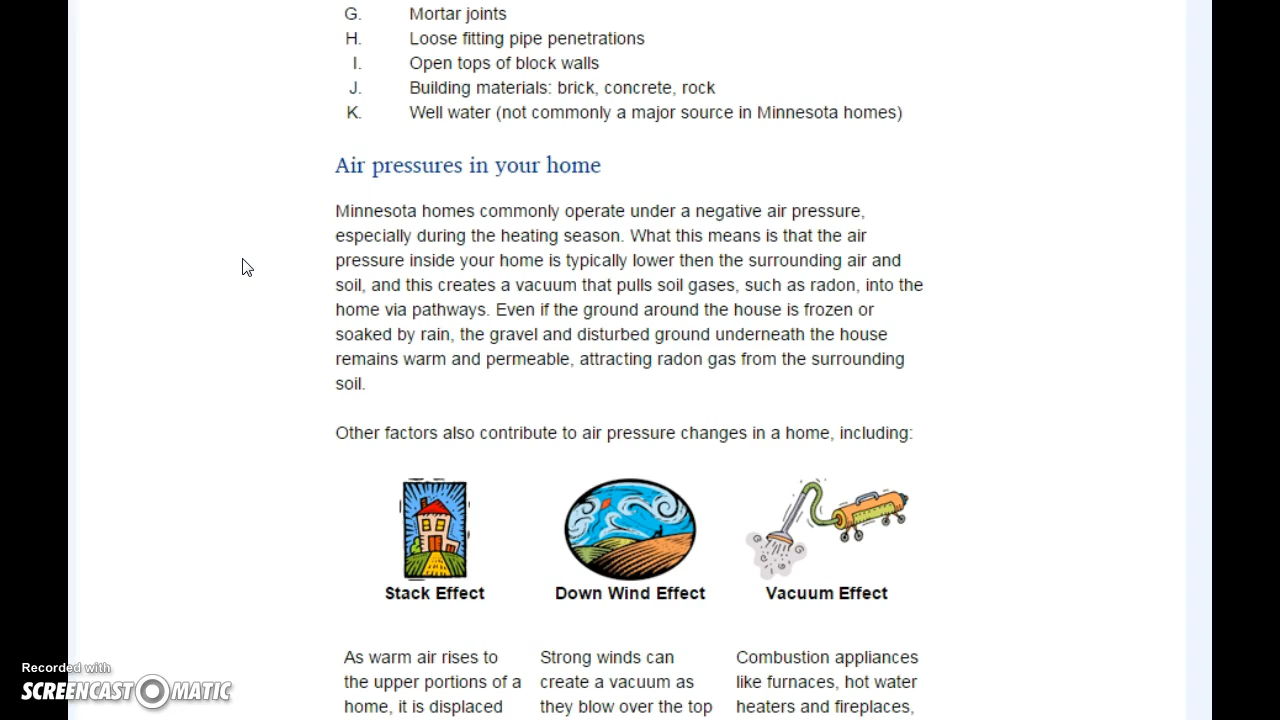 G. Mortar joints
H. Loose fitting pipe penetrations
I. Open tops of block walls
J. Building materials: brick, concrete, rock
K. Well water (not commonly a major source in Minnesota homes)
Air pressures in your home
Minnesota homes commonly operate under a negative air pressure,
especially during the heating season. What this means is that the air
pressure inside your home is typically lower then the surrounding air and
soil, and this creates a vacuum that pulls soil gases, such as radon, into the
home via pathways. Even if the ground around the house is frozen or
soaked by rain, the gravel and disturbed ground underneath the house
remains warm and permeable, attracting radon gas from the surrounding
soil.
Other factors also contribute to air pressure changes in a home, including:
Stack Effect
Down Wind Effect
Vacuum Effect
As warm air rises to
the upper portions of a
home, it is displaced
Strong winds can
create a vacuum as
they blow over the top
Combustion appliances
like furnaces, hot water
heaters and fireplaces,
Recorded with
SCREENCAST-O-MATIC